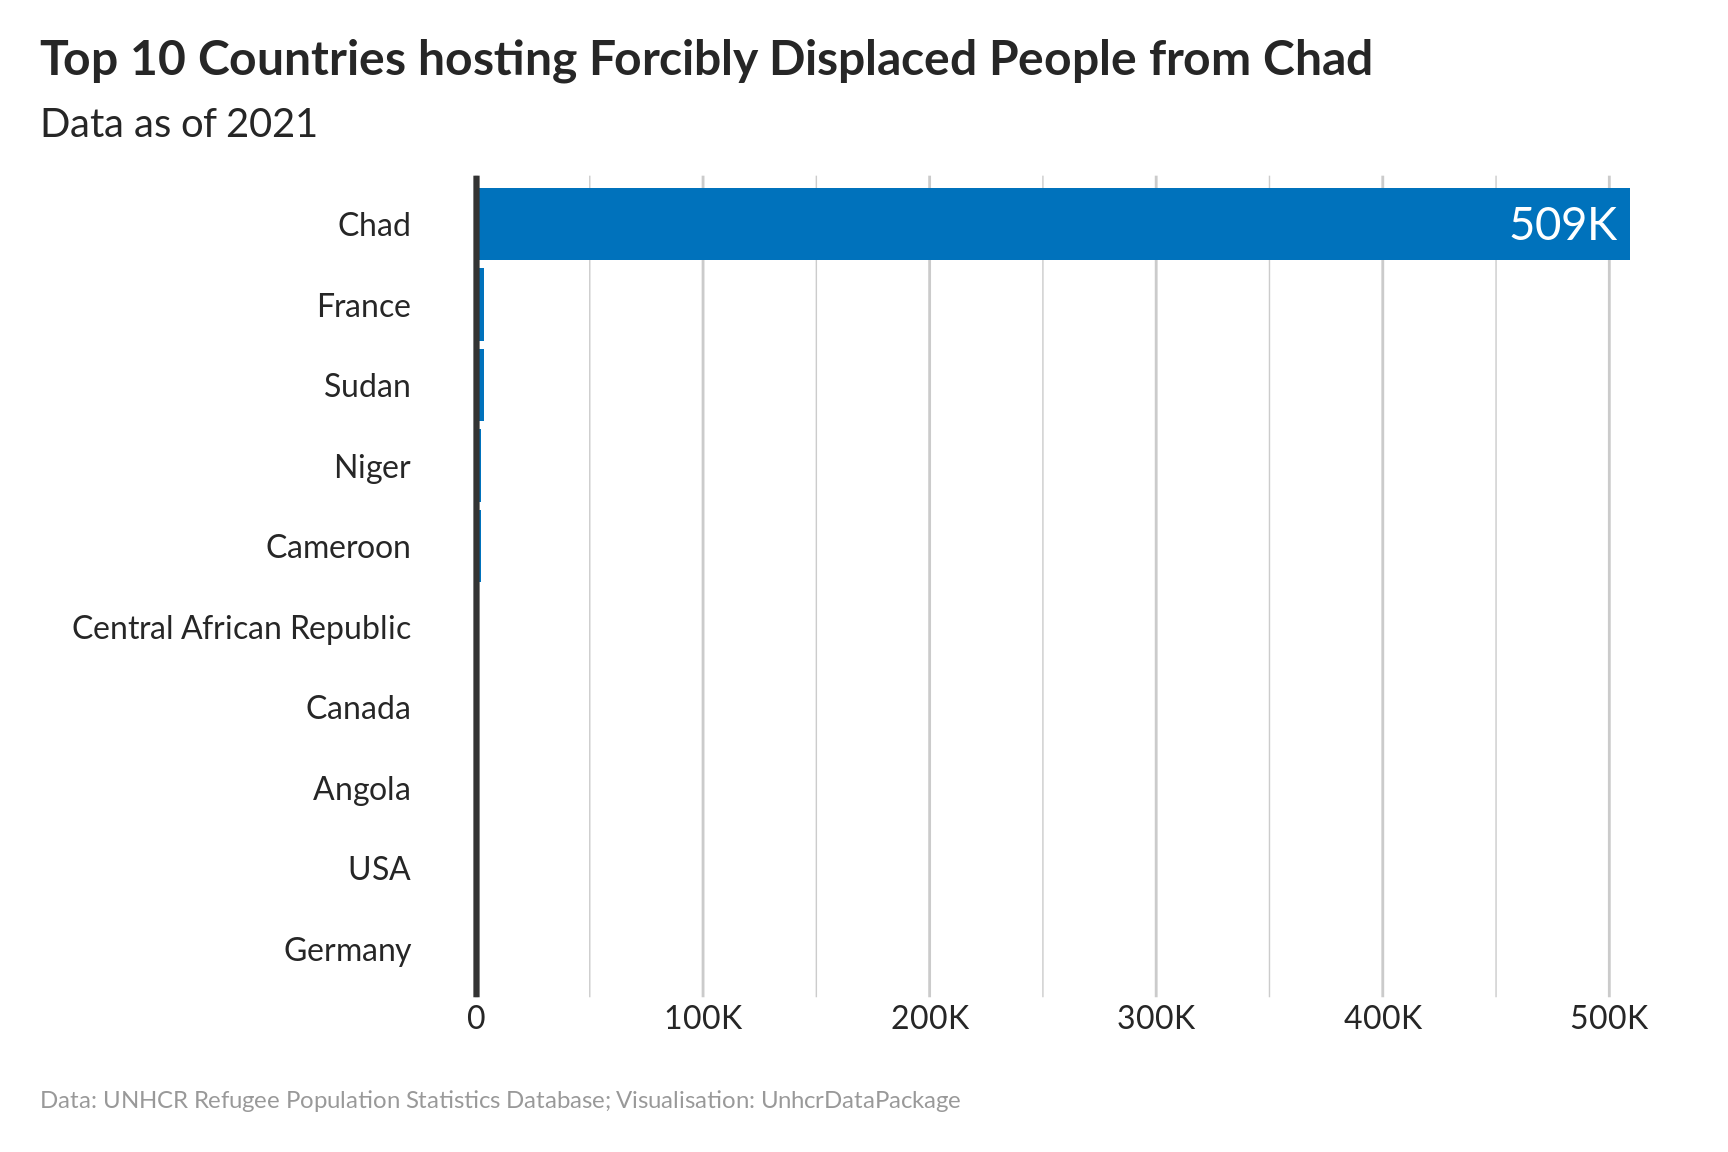 Top 10 Countries hosting Forcibly Displaced People from Chad
Data as of 2021
Chad
509K
France
Sudan
Niger
Cameroon
Central African Republic
Canada
Angola
USA
Germany
0 100K 200K 300K 400K 500K
Data: UNHCR Refugee Population Statistics Database; Visualisation: UnhcrDataPackage